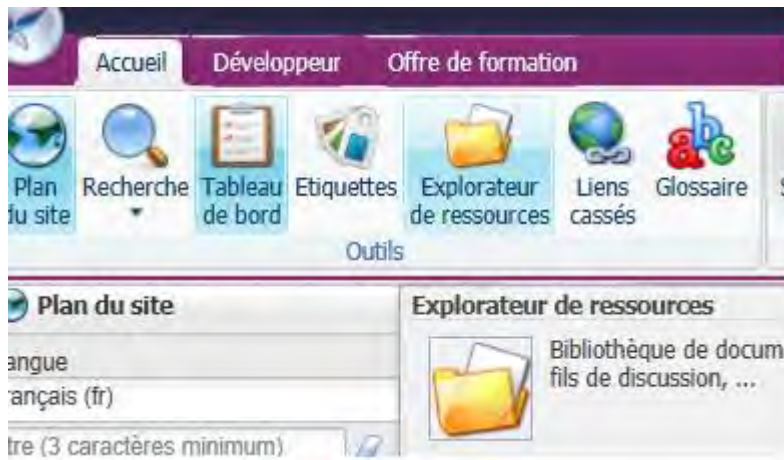 Accueil Développeur Offre de formation
Plan du site
Recherche
Tableau de bord
Etiquettes
Explorateur de ressources
Liens cassés
Glossaire
Outils
Plan du site
Explorateur de ressources
Bibliothèque de docum
fils de discussion, ...
angue
rançais (fr)
tre (3 caractères minimum)